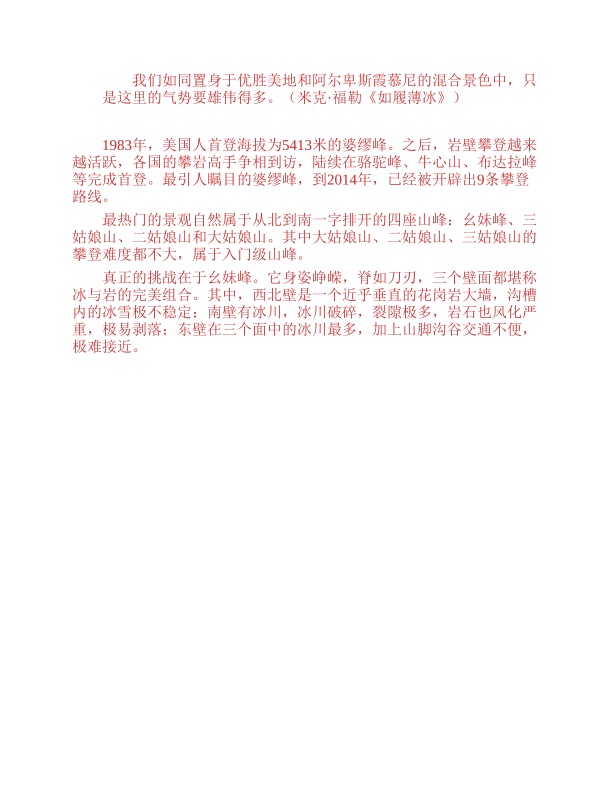 我们如同置身于优胜美地和阿尔卑斯霞慕尼的混合景色中，只
是这里的气势要雄伟得多。（米克·福勒《如履薄冰》）
1983年，美国人首登海拔为5413米的婆缪峰。之后，岩壁攀登越来
越活跃，各国的攀岩高手争相到访，陆续在骆驼峰、牛心山、布达拉峰
等完成首登。最引人瞩目的婆缪峰，到2014年，已经被开辟出9条攀登
路线。
最热门的景观自然属于从北到南一字排开的四座山峰：幺妹峰、三
姑娘山、二姑娘山和大姑娘山。其中大姑娘山、二姑娘山、三姑娘山的
攀登难度都不大，属于入门级山峰。
真正的挑战在于幺妹峰。它身姿峥嵘，脊如刀刃，三个壁面都堪称
冰与岩的完美组合。其中，西北壁是一个近乎垂直的花岗岩大墙，沟槽
内的冰雪极不稳定；南壁有冰川，冰川破碎，裂隙极多，岩石也风化严
重，极易剥落；东壁在三个面中的冰川最多，加上山脚沟谷交通不便，
极难接近。